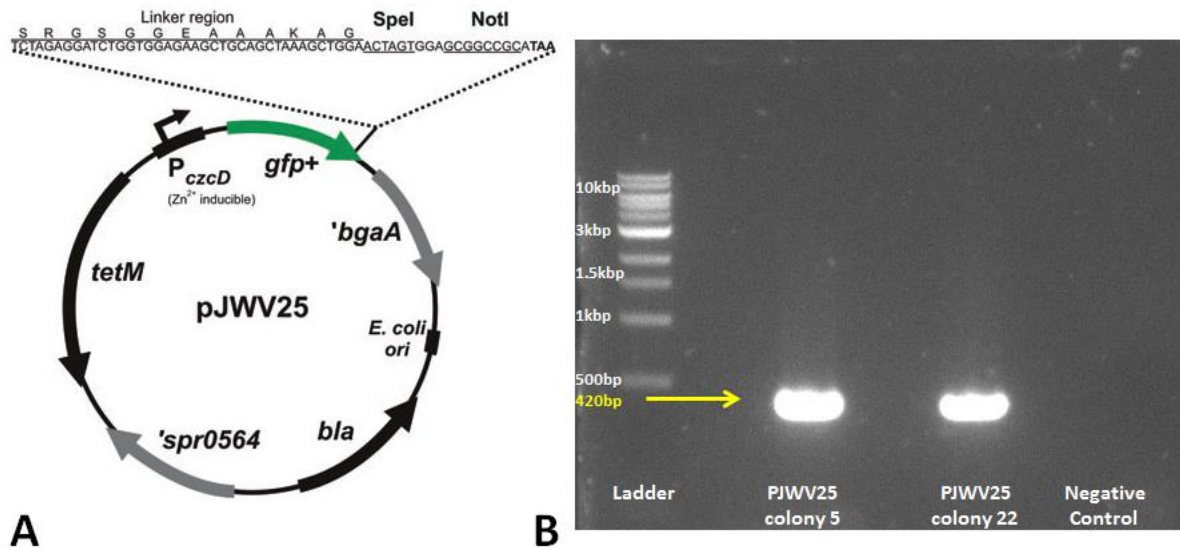 Linker region
SpeI NotI
S R G S G G E A A A K A G
TCTAGAGGATCTGGTGGAGAAGCTGCAGCTAAAGCTGGAACTAGTGGAGCGGCCGCATAA
PczcD
(Zn2+ inducible)
gfp+
'bgaA
tetM
pJWV25
E. coli
ori
bla
'spr0564
A
10kbp
3kbp
1.5kbp
1kbp
500bp
420bp
Ladder
PJWV25
colony 5
PJWV25
colony 22
Negative
Control
B